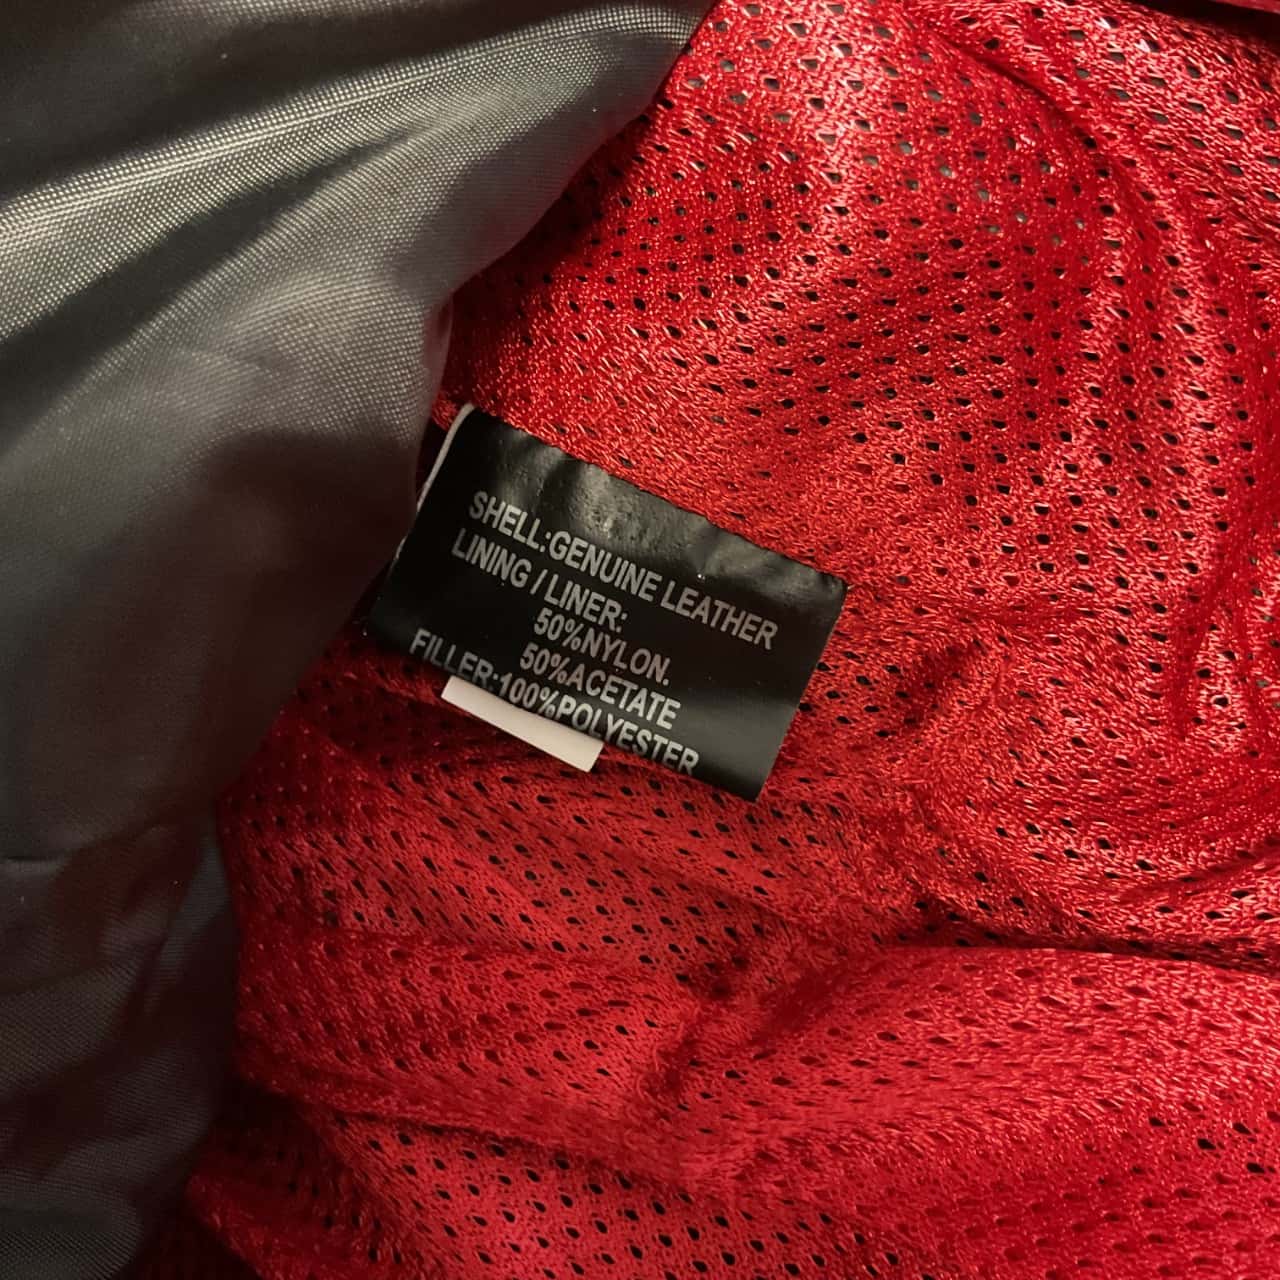 SHELL:GENUINE LEATHER
LINING / LINER:
50%NYLON.
50%ACETATE
FILLER:100%POLYESTER